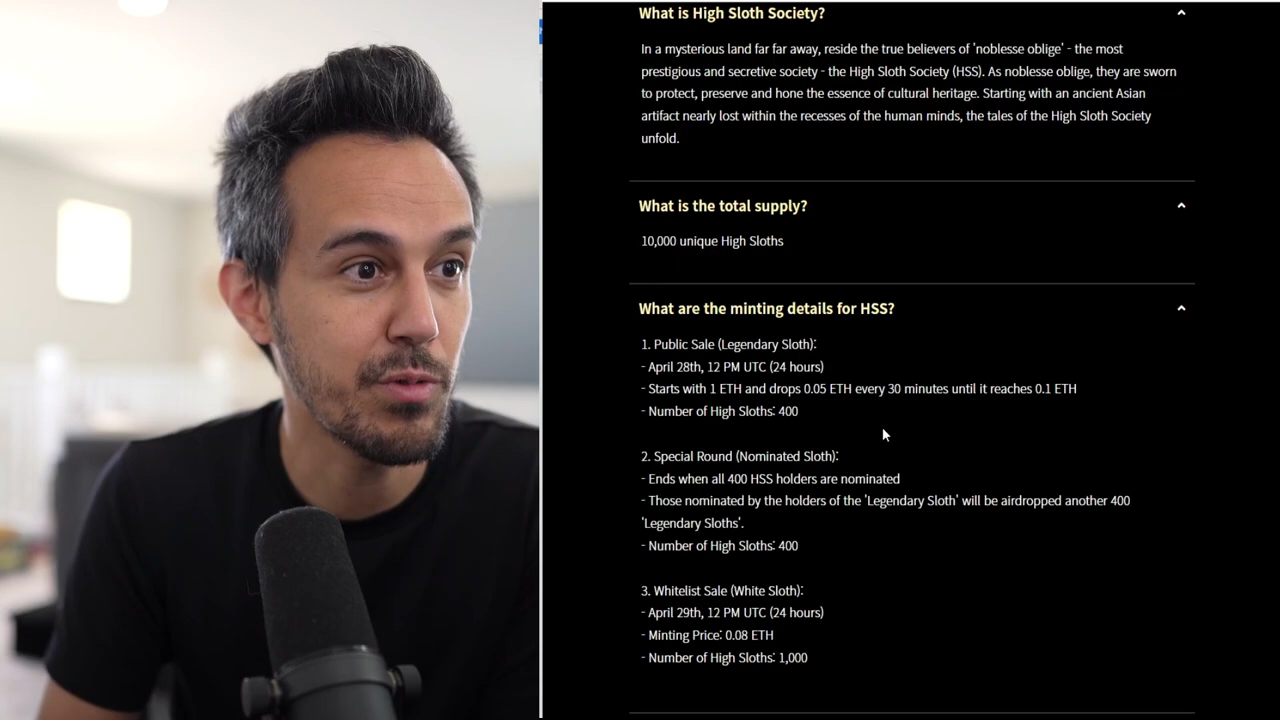 What is High Sloth Society?
In a mysterious land far far away, reside the true believers of 'noblesse oblige' - the most
prestigious and secretive society - the High Sloth Society (HSS). As noblesse oblige, they are sworn
to protect, preserve and hone the essence of cultural heritage. Starting with an ancient Asian
artifact nearly lost within the recesses of the human minds, the tales of the High Sloth Society
unfold.
What is the total supply?
10,000 unique High Sloths
What are the minting details for HSS?
1. Public Sale (Legendary Sloth):
- April 28th, 12 PM UTC (24 hours)
- Starts with 1 ETH and drops 0.05 ETH every 30 minutes until it reaches 0.1 ETH
- Number of High Sloths: 400
2. Special Round (Nominated Sloth):
- Ends when all 400 HSS holders are nominated
- Those nominated by the holders of the 'Legendary Sloth' will be airdropped another 400
'Legendary Sloths'.
- Number of High Sloths: 400
3. Whitelist Sale (White Sloth):
- April 29th, 12 PM UTC (24 hours)
- Minting Price: 0.08 ETH
- Number of High Sloths: 1,000